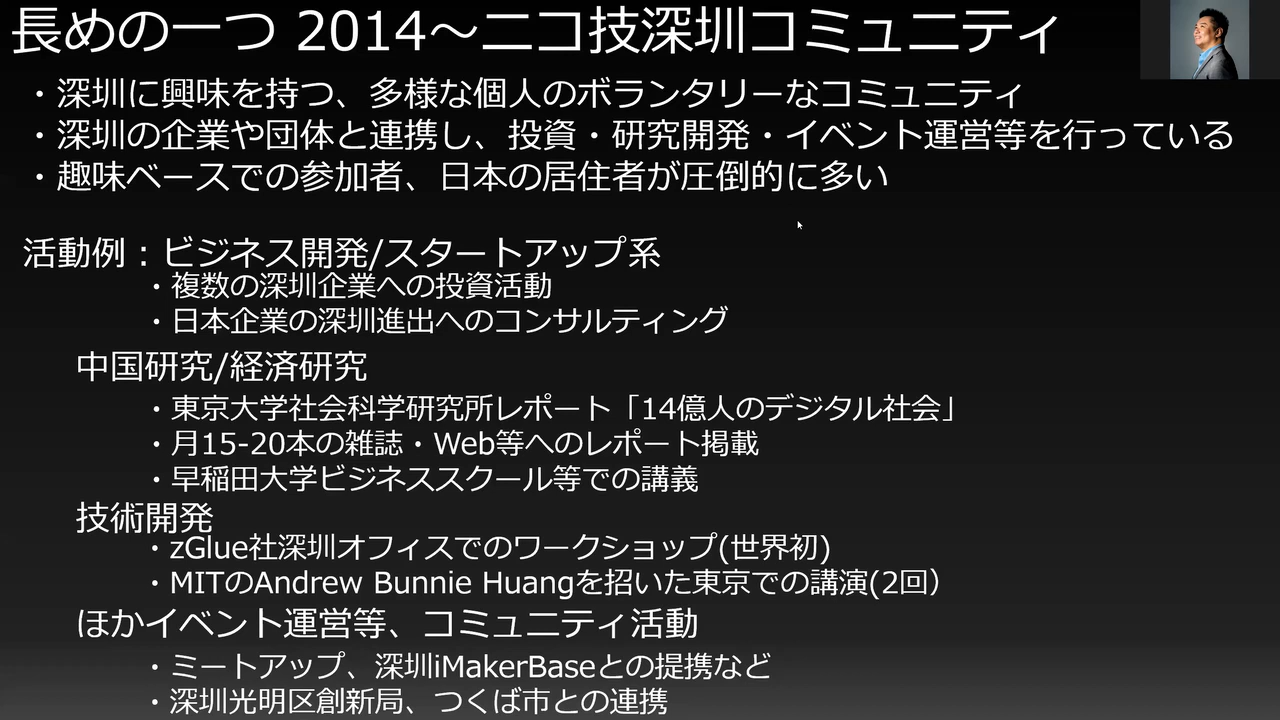 長めの一つ 2014～ニコ技深圳コミュニティ
・深圳に興味を持つ、多様な個人のボランタリーなコミュニティ
・深圳の企業や団体と連携し、投資・研究開発・イベント運営等を行っている
・趣味ベースでの参加者、日本の居住者が圧倒的に多い
活動例：ビジネス開発/スタートアップ系
・複数の深圳企業への投資活動
・日本企業の深圳進出へのコンサルティング
中国研究/経済研究
・東京大学社会科学研究所レポート「14億人のデジタル社会」
・月15-20本の雑誌・Web等へのレポート掲載
・早稲田大学ビジネススクール等での講義
技術開発
・zGlue社深圳オフィスでのワークショップ(世界初)
・MITのAndrew Bunnie Huangを招いた東京での講演(2回）
ほかイベント運営等、コミュニティ活動
・ミートアップ、深圳iMakerBaseとの提携など
・深圳光明区創新局、つくば市との連携